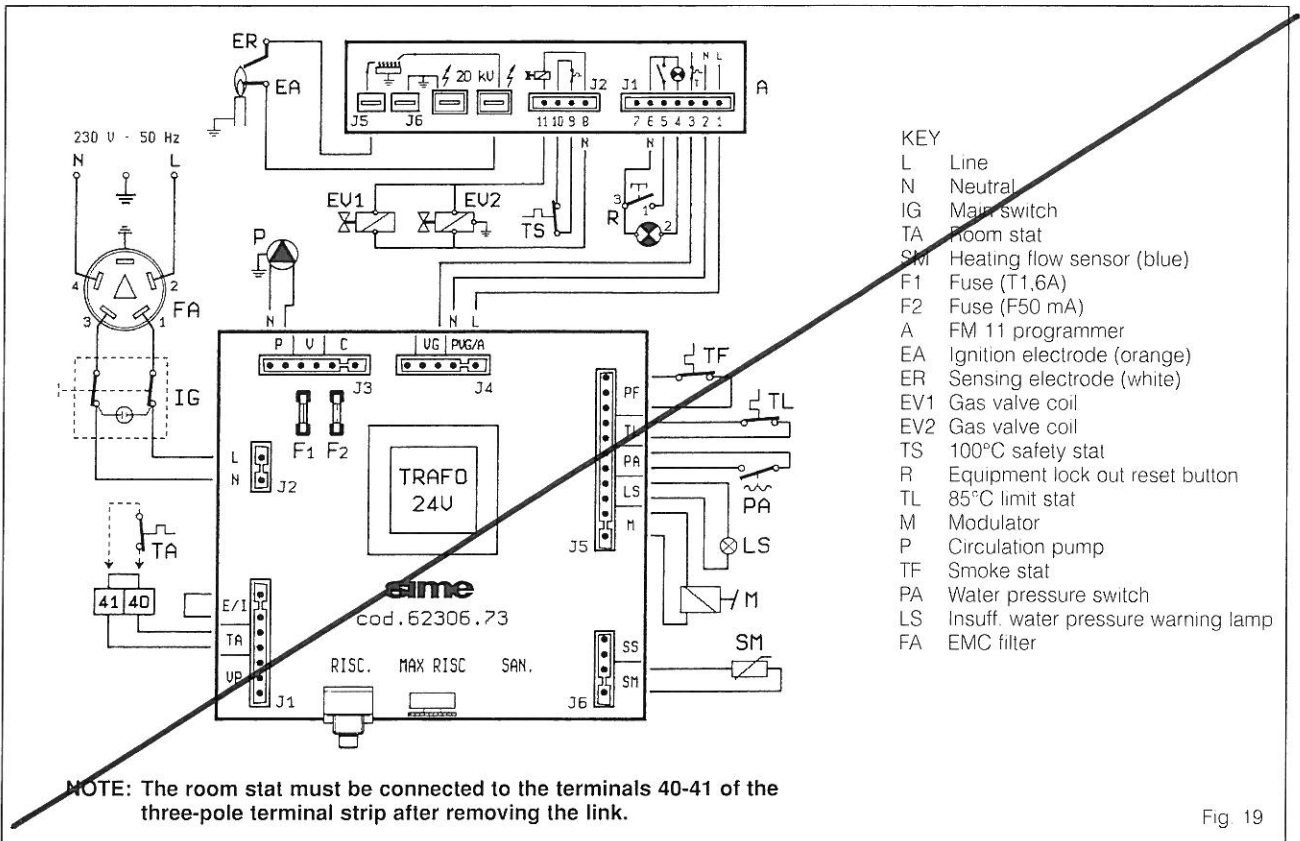 ER
EA
20 kV
J5
J6
J2
11 10 9 8
N
J1
N L
7 6 5 4 3 2 1
N
A
230 V - 50 Hz
N
L
EV1
EV2
TS
3
1
R
2
P
4
2
3
1
FA
N
N L
P V C
J3
VG PVG/A
J4
IG
F1 F2
L
N
J2
TRAFO
24V
TF
PF
TL
TL
PA
PA
LS
LS
M
M
J5
TA
41 40
E/I
TA
VP
J1
sime
cod.62306.73
RISC. MAX RISC SAN.
SS
SM
J6
SM
KEY
L Line
N Neutral
IG Main switch
TA Room stat
SM Heating flow sensor (blue)
F1 Fuse (T1,6A)
F2 Fuse (F50 mA)
A FM 11 programmer
EA Ignition electrode (orange)
ER Sensing electrode (white)
EV1 Gas valve coil
EV2 Gas valve coil
TS 100°C safety stat
R Equipment lock out reset button
TL 85°C limit stat
M Modulator
P Circulation pump
TF Smoke stat
PA Water pressure switch
LS Insuff. water pressure warning lamp
FA EMC filter
NOTE: The room stat must be connected to the terminals 40-41 of the
three-pole terminal strip after removing the link.
Fig. 19